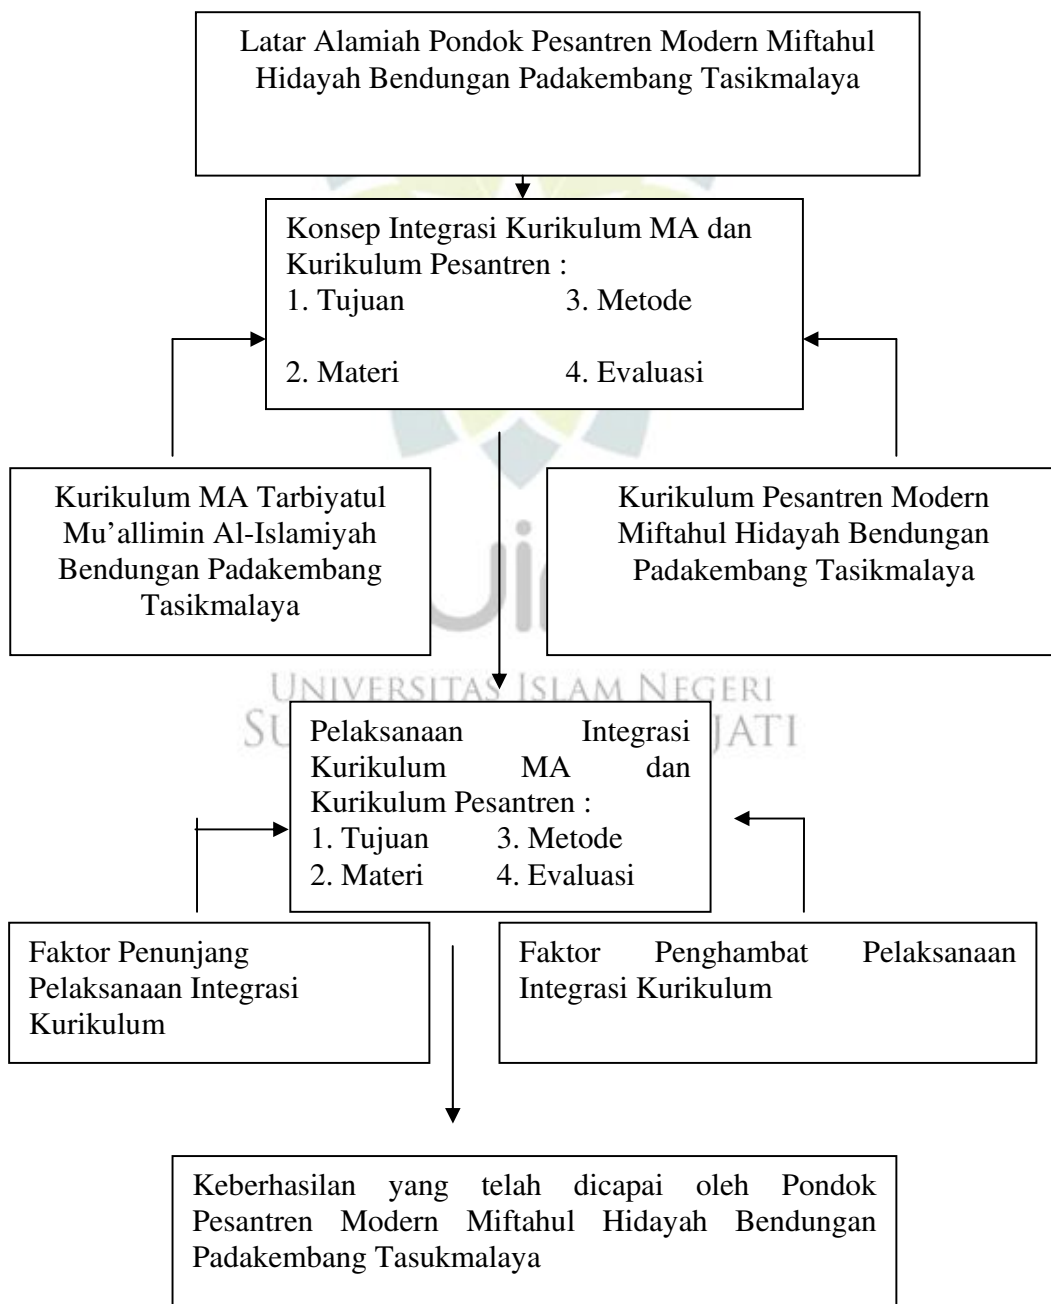 Latar Alamiah Pondok Pesantren Modern Miftahul
Hidayah Bendungan Padakembang Tasikmalaya
Konsep Integrasi Kurikulum MA dan
Kurikulum Pesantren :
1. Tujuan 3. Metode
2. Materi 4. Evaluasi
Kurikulum MA Tarbiyatul
Mu’allimin Al-Islamiyah
Bendungan Padakembang
Tasikmalaya
Kurikulum Pesantren Modern
Miftahul Hidayah Bendungan
Padakembang Tasikmalaya
UNIVERSITAS ISLAM NEGERI
Pelaksanaan Integrasi
Kurikulum MA dan
Kurikulum Pesantren :
1. Tujuan 3. Metode
2. Materi 4. Evaluasi
Faktor Penunjang
Pelaksanaan Integrasi
Kurikulum
Faktor Penghambat Pelaksanaan
Integrasi Kurikulum
Keberhasilan yang telah dicapai oleh Pondok
Pesantren Modern Miftahul Hidayah Bendungan
Padakembang Tasukmalaya